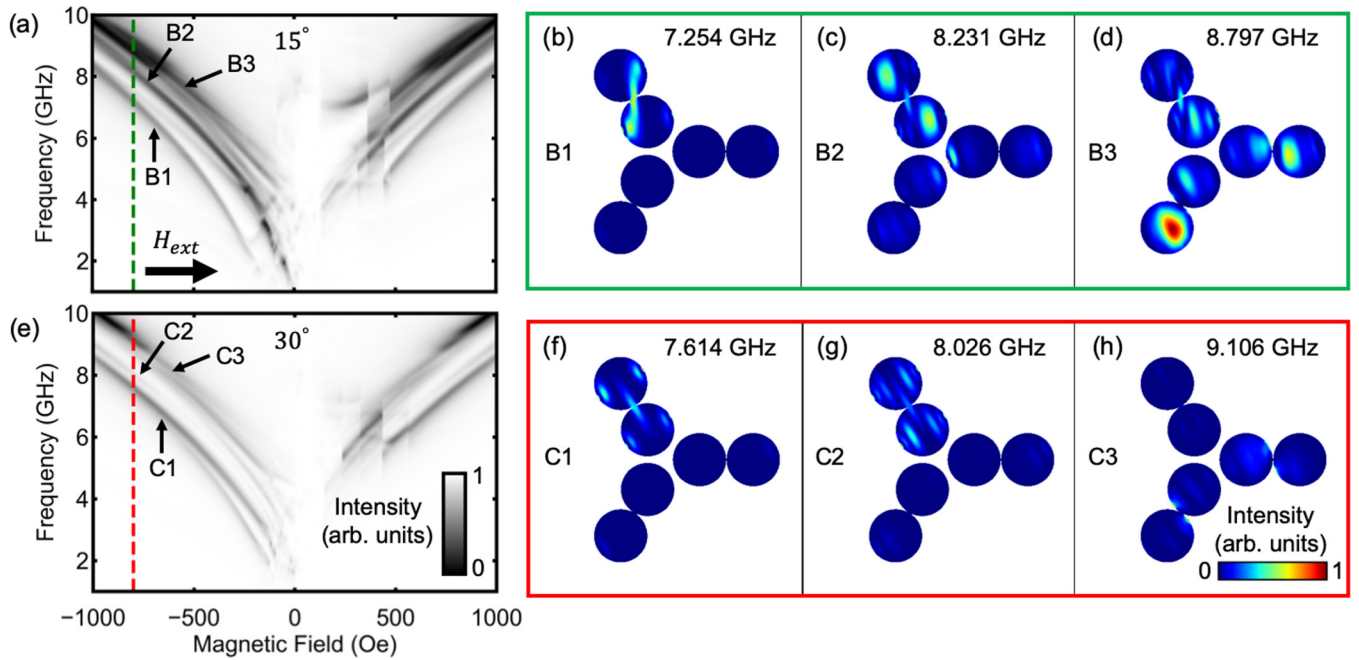 (a)
10
8
6
4
2
Frequency (GHz)
15°
B2
B3
B1
H_ext
(b)
7.254 GHz
B1
(c)
8.231 GHz
B2
(d)
8.797 GHz
B3
(e)
10
8
6
4
2
Frequency (GHz)
30°
C2
C3
C1
Intensity
(arb. units)
1
0
−1000
−500
0
500
1000
Magnetic Field (Oe)
(f)
7.614 GHz
C1
(g)
8.026 GHz
C2
(h)
9.106 GHz
C3
Intensity
(arb. units)
0
1